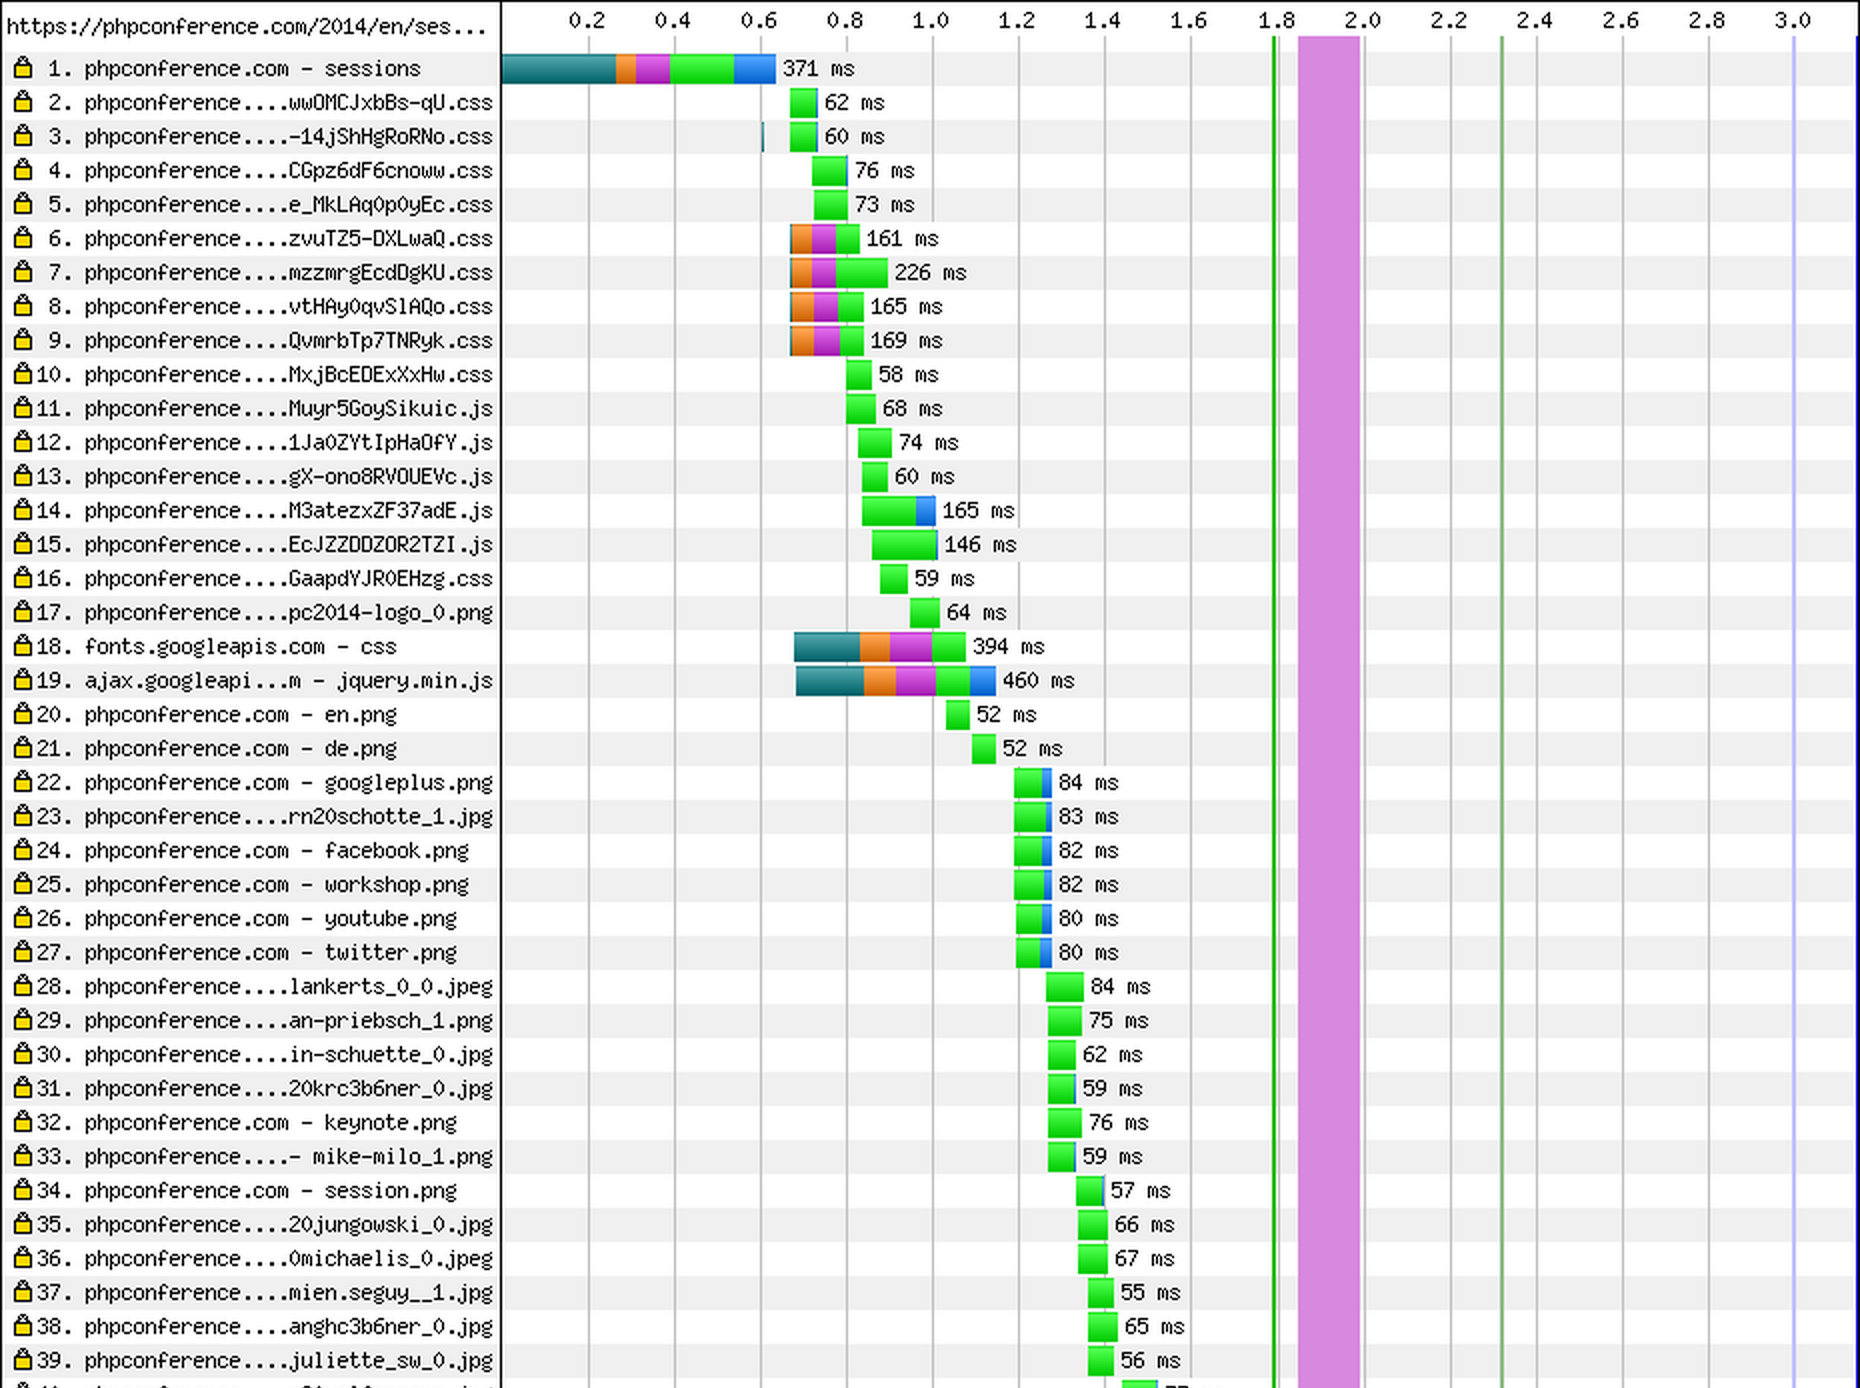 https://phpconference.com/2014/en/ses...
0.2 0.4 0.6 0.8 1.0 1.2 1.4 1.6 1.8 2.0 2.2 2.4 2.6 2.8 3.0
1. phpconference.com - sessions 371 ms
2. phpconference....wwOMCJxbBs-qU.css 62 ms
3. phpconference....-14jShHgRoRNo.css 60 ms
4. phpconference....CGpz6dF6cnoww.css 76 ms
5. phpconference....e_MkLAq0p0yEc.css 73 ms
6. phpconference....zvuTZ5-DXLwaQ.css 161 ms
7. phpconference....mzzmrgEcdDgKU.css 226 ms
8. phpconference....vtHAy0qvSlAQo.css 165 ms
9. phpconference....QvmrbTp7TNRyk.css 169 ms
10. phpconference....MxjBcEDExXxHw.css 58 ms
11. phpconference....Muyr5GoySikuic.js 68 ms
12. phpconference....1JaOZYtIpHaOfY.js 74 ms
13. phpconference....gX-ono8RVOUEVc.js 60 ms
14. phpconference....M3atezxZF37adE.js 165 ms
15. phpconference....EcJZZDDZOR2TZI.js 146 ms
16. phpconference....GaapdYJROEHzg.css 59 ms
17. phpconference....pc2014-logo_0.png 64 ms
18. fonts.googleapis.com - css 394 ms
19. ajax.googleapi...m - jquery.min.js 460 ms
20. phpconference.com - en.png 52 ms
21. phpconference.com - de.png 52 ms
22. phpconference.com - googleplus.png 84 ms
23. phpconference....rn20schotte_1.jpg 83 ms
24. phpconference.com - facebook.png 82 ms
25. phpconference.com - workshop.png 82 ms
26. phpconference.com - youtube.png 80 ms
27. phpconference.com - twitter.png 80 ms
28. phpconference....lankerts_0_0.jpeg 84 ms
29. phpconference....an-priebsch_1.png 75 ms
30. phpconference....in-schuette_0.jpg 62 ms
31. phpconference....20krc3b6ner_0.jpg 59 ms
32. phpconference.com - keynote.png 76 ms
33. phpconference....- mike-milo_1.png 59 ms
34. phpconference.com - session.png 57 ms
35. phpconference....20jungowski_0.jpg 66 ms
36. phpconference....0michaelis_0.jpeg 67 ms
37. phpconference....mien.seguy__1.jpg 55 ms
38. phpconference....anghc3b6ner_0.jpg 65 ms
39. phpconference....juliette_sw_0.jpg 56 ms